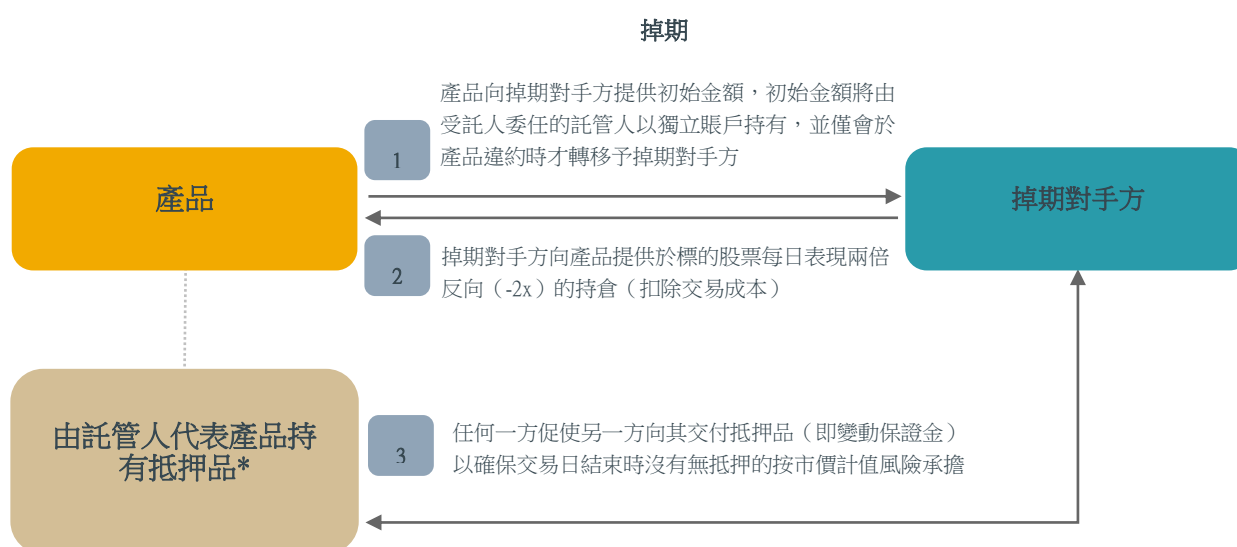 掉期
產品向掉期對手方提供初始金額，初始金額將由
受託人委任的託管人以獨立賬戶持有，並僅會於
產品違約時才轉移予掉期對手方
1
產品
掉期對手方
2
掉期對手方向產品提供於標的股票每日表現兩倍
反向（-2x）的持倉（扣除交易成本）
由託管人代表產品持
有抵押品*
3
任何一方促使另一方向其交付抵押品（即變動保證金）
以確保交易日結束時沒有無抵押的按市價計值風險承擔